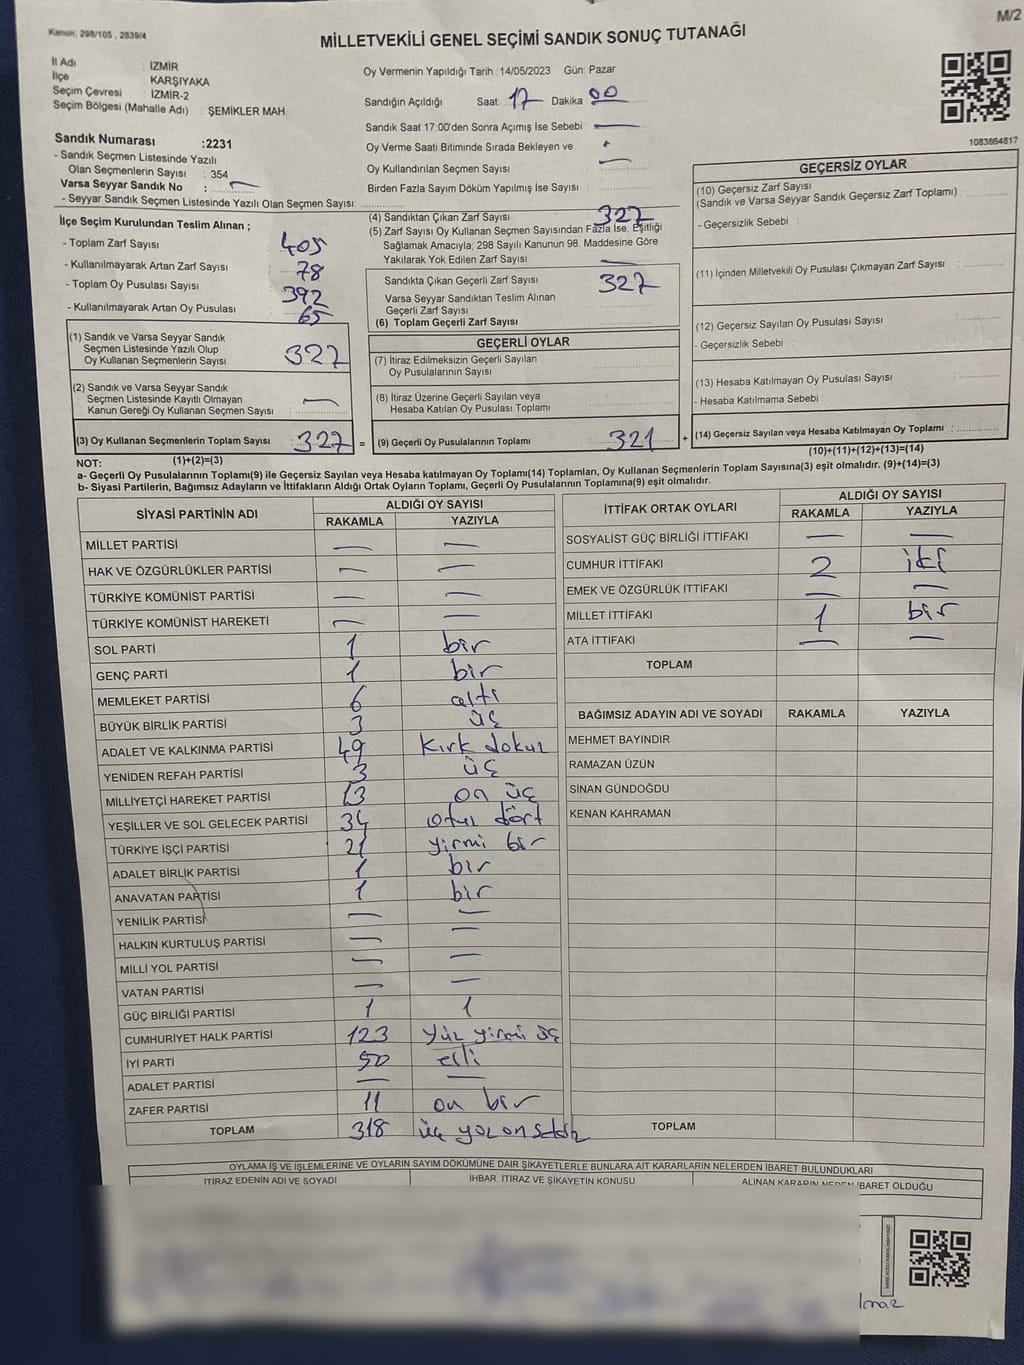 Kanun, 298/105 , 2839/4
M/2
MİLLETVEKİLİ GENEL SEÇİMİ SANDIK SONUÇ TUTANAĞI
İl Adı : İZMİR
İlçe : KARŞIYAKA
Seçim Çevresi : İZMİR-2
Seçim Bölgesi (Mahalle Adı) : ŞEMİKLER MAH.
Oy Vermenin Yapıldığı Tarih : 14/05/2023 Gün: Pazar
Sandığın Açıldığı Saat: 17 Dakika 00
Sandık Saat 17:00'den Sonra Açımış İse Sebebi : —
Oy Verme Saati Bitiminde Sırada Bekleyen ve :
Oy Kullandırılan Seçmen Sayısı : —
Birden Fazla Sayım Döküm Yapılmış İse Sayısı :
1083864817
Sandık Numarası :2231
- Sandık Seçmen Listesinde Yazılı
Olan Seçmenlerin Sayısı : 354
Varsa Seyyar Sandık No : —
- Seyyar Seçmen Listesinde Yazılı Olan Seçmen Sayısı:
İlçe Seçim Kurulundan Teslim Alınan ;
- Toplam Zarf Sayısı : 405
- Kullanılmayarak Artan Zarf Sayısı : 78
- Toplam Oy Pusulası Sayısı : 392
- Kullanılmayarak Artan Oy Pusulası : 65
(1) Sandık ve Varsa Seyyar Sandık
Seçmen Listesinde Yazılı Olup
Oy Kullanan Seçmenlerin Sayısı : 327
(2) Sandık ve Varsa Seyyar Sandık
Seçmen Listesinde Kayıtlı Olmayan
Kanun Gereği Oy Kullanan Seçmen Sayısı : —
(3) Oy Kullanan Seçmenlerin Toplam Sayısı : 327 =
(1)+(2)=(3)
(4) Sandıktan Çıkan Zarf Sayısı 327
(5) Zarf Sayısı Oy Kullanan Seçmen Sayısından Fazla İse, Eşitliği
Sağlamak Amacıyla; 298 Sayılı Kanunun 98. Maddesine Göre
Yakılarak Yok Edilen Zarf Sayısı —
Sandıkta Çıkan Geçerli Zarf Sayısı : 327
Varsa Seyyar Sandıktan Teslim Alınan
Geçerli Zarf Sayısı :
(6) Toplam Geçerli Zarf Sayısı :
GEÇERLİ OYLAR
(7) İtiraz Edilmeksizin Geçerli Sayılan
Oy Pusulalarının Sayısı :
(8) İtiraz Üzerine Geçerli Sayılan veya
Hesaba Katılan Oy Pusulası Toplamı :
(9) Geçerli Oy Pusulalarının Toplamı : 321 +
GEÇERSİZ OYLAR
(10) Geçersiz Zarf Sayısı
(Sandık ve Varsa Seyyar Sandık Geçersiz Zarf Toplamı) :
- Geçersizlik Sebebi :
(11) İçinden Milletvekili Oy Pusulası Çıkmayan Zarf Sayısı :
(12) Geçersiz Sayılan Oy Pusulası Sayısı :
- Geçersizlik Sebebi :
(13) Hesaba Katılmayan Oy Pusulası Sayısı :
- Hesaba Katılmama Sebebi :
(14) Geçersiz Sayılan veya Hesaba Katılmayan Oy Toplamı :
(10)+(11)+(12)+(13)=(14)
NOT:
a- Geçerli Oy Pusulalarının Toplamı(9) ile Geçersiz Sayılan veya Hesaba katılmayan Oy Toplamı(14) Toplamları, Oy Kullanan Seçmenlerin Toplam Sayısına(3) eşit olmalıdır. (9)+(14)=(3)
b- Siyasi Partilerin, Bağımsız Adayların ve İttifakların Aldığı Ortak Oyların Toplamı, Geçerli Oy Pusulalarının Toplamına(9) eşit olmalıdır.
SİYASİ PARTİNİN ADI ALDIĞI OY SAYISI
RAKAMLA YAZIYLA
MİLLET PARTİSİ — —
HAK VE ÖZGÜRLÜKLER PARTİSİ — —
TÜRKİYE KOMÜNİST PARTİSİ — —
TÜRKİYE KOMÜNİST HAREKETİ — —
SOL PARTİ 1 bir
GENÇ PARTİ 1 bir
MEMLEKET PARTİSİ 6 altı
BÜYÜK BİRLİK PARTİSİ 3 üç
ADALET VE KALKINMA PARTİSİ 49 Kırk dokuz
YENİDEN REFAH PARTİSİ 3 üç
MİLLİYETÇİ HAREKET PARTİSİ 13 on üç
YEŞİLLER VE SOL GELECEK PARTİSİ 34 otuz dört
TÜRKİYE İŞÇİ PARTİSİ 21 yirmi bir
ADALET BİRLİK PARTİSİ 1 bir
ANAVATAN PARTİSİ 1 bir
YENİLİK PARTİSİ — —
HALKIN KURTULUŞ PARTİSİ — —
MİLLİ YOL PARTİSİ — —
VATAN PARTİSİ — —
GÜÇ BİRLİĞİ PARTİSİ 1 1
CUMHURİYET HALK PARTİSİ 123 Yüz yirmi üç
İYİ PARTİ 50 elli
ADALET PARTİSİ — —
ZAFER PARTİSİ 11 on bir
TOPLAM 318 üç yüz on sekiz
İTTİFAK ORTAK OYLARI ALDIĞI OY SAYISI
RAKAMLA YAZIYLA
SOSYALİST GÜÇ BİRLİĞİ İTTİFAKI — —
CUMHUR İTTİFAKI 2 iki
EMEK VE ÖZGÜRLÜK İTTİFAKI — —
MİLLET İTTİFAKI 1 bir
ATA İTTİFAKI — —
TOPLAM
BAĞIMSIZ ADAYIN ADI VE SOYADI RAKAMLA YAZIYLA
MEHMET BAYINDIR
RAMAZAN ÜZÜN
SİNAN GÜNDOĞDU
KENAN KAHRAMAN
TOPLAM
OYLAMA İŞ VE İŞLEMLERİNE VE OYLARIN SAYIM DÖKÜMÜNE DAİR ŞİKAYETLERLE BUNLARA AİT KARARLARIN NELERDEN İBARET BULUNDUKLARI
İTİRAZ EDENİN ADI VE SOYADI İHBAR, İTİRAZ VE ŞİKAYETİN KONUSU ALINAN KARARIN NEDEN İBARET OLDUĞU